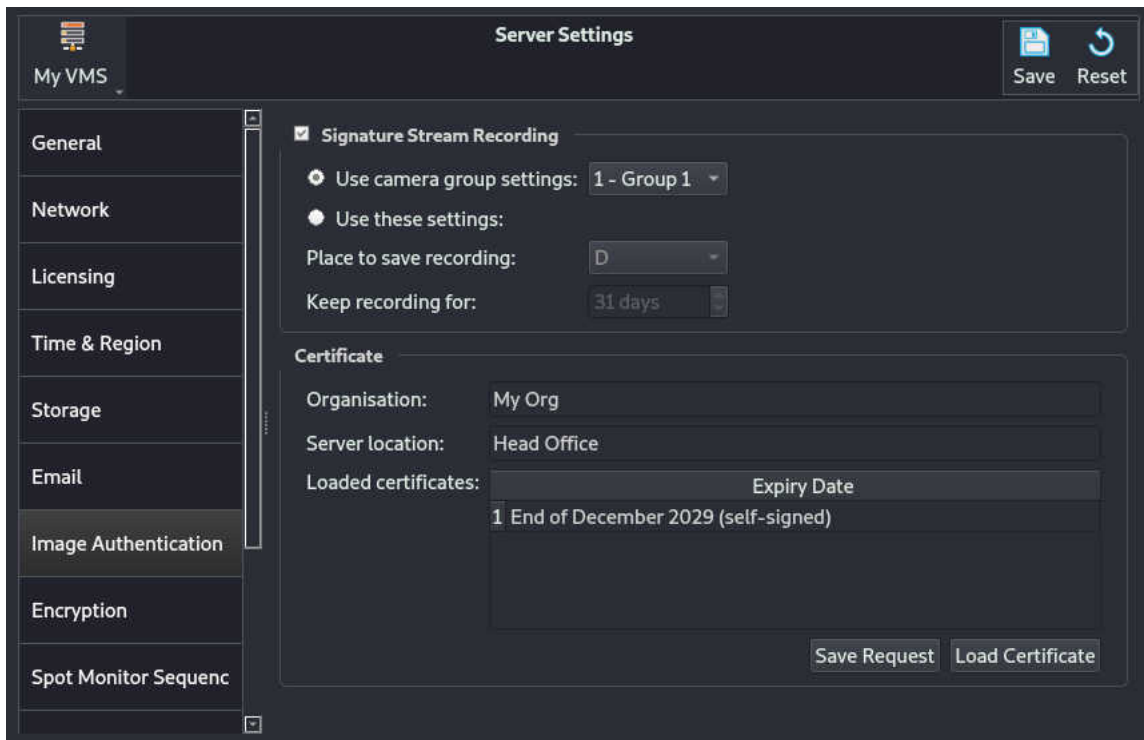 Server Settings
My VMS
Save
Reset
General
Network
Licensing
Time & Region
Storage
Email
Image Authentication
Encryption
Spot Monitor Sequenc
Signature Stream Recording
Use camera group settings: 1 - Group 1
Use these settings:
Place to save recording: D
Keep recording for: 31 days
Certificate
Organisation: My Org
Server location: Head Office
Loaded certificates: Expiry Date
1 End of December 2029 (self-signed)
Save Request Load Certificate